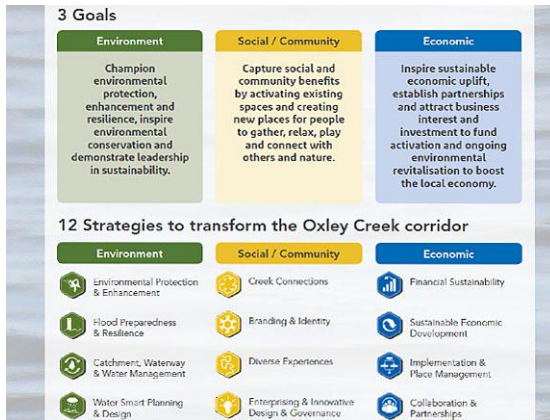 3 Goals
Environment
Champion
environmental
protection,
enhancement and
resilience, inspire
environmental
conservation and
demonstrate leadership
in sustainability.
Social / Community
Capture social and
community benefits
by activating existing
spaces and creating
new places for people
to gather, relax, play
and connect with
others and nature.
Economic
Inspire sustainable
economic uplift,
establish partnerships
and attract business
interest and
investment to fund
activation and ongoing
environmental
revitalisation to boost
the local economy.
12 Strategies to transform the Oxley Creek corridor
Environment
Environmental Protection
& Enhancement
Flood Preparedness
& Resilience
Catchment, Waterway
& Water Management
Water Smart Planning
& Design
Social / Community
Creek Connections
Branding & Identity
Diverse Experiences
Enterprising & Innovative
Design & Governance
Economic
Financial Sustainability
Sustainable Economic
Development
Implementation &
Place Management
Collaboration &
Partnerships